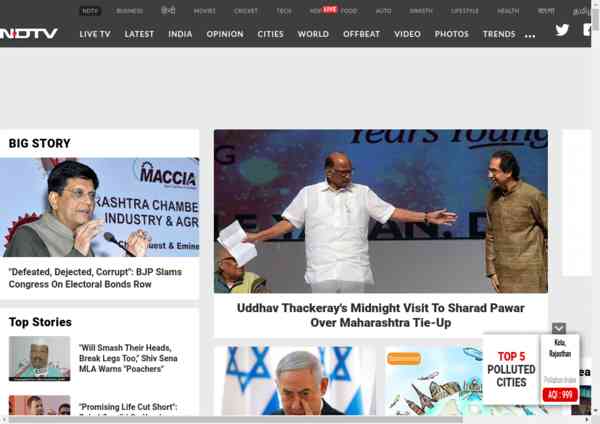 NDTV BUSINESS हिन्दी MOVIES CRICKET TECH LIVE FOOD AUTO SWASTH LIFESTYLE HEALTH বাংলা
NDTV LIVE TV LATEST INDIA OPINION CITIES WORLD OFFBEAT VIDEO PHOTOS TRENDS ...
BIG STORY
MACCIA
RASHTRA CHAMBE
INDUSTRY & AGR
Guest & Emine
"Defeated, Dejected, Corrupt": BJP Slams
Congress On Electoral Bonds Row
Years Young
Uddhav Thackeray's Midnight Visit To Sharad Pawar
Over Maharashtra Tie-Up
Top Stories
"Will Smash Their Heads,
Break Legs Too," Shiv Sena
MLA Warns "Poachers"
"Promising Life Cut Short":
TOP 5
POLLUTED
CITIES
Kota,
Rajasthan
Pollution Index
AQI : 999